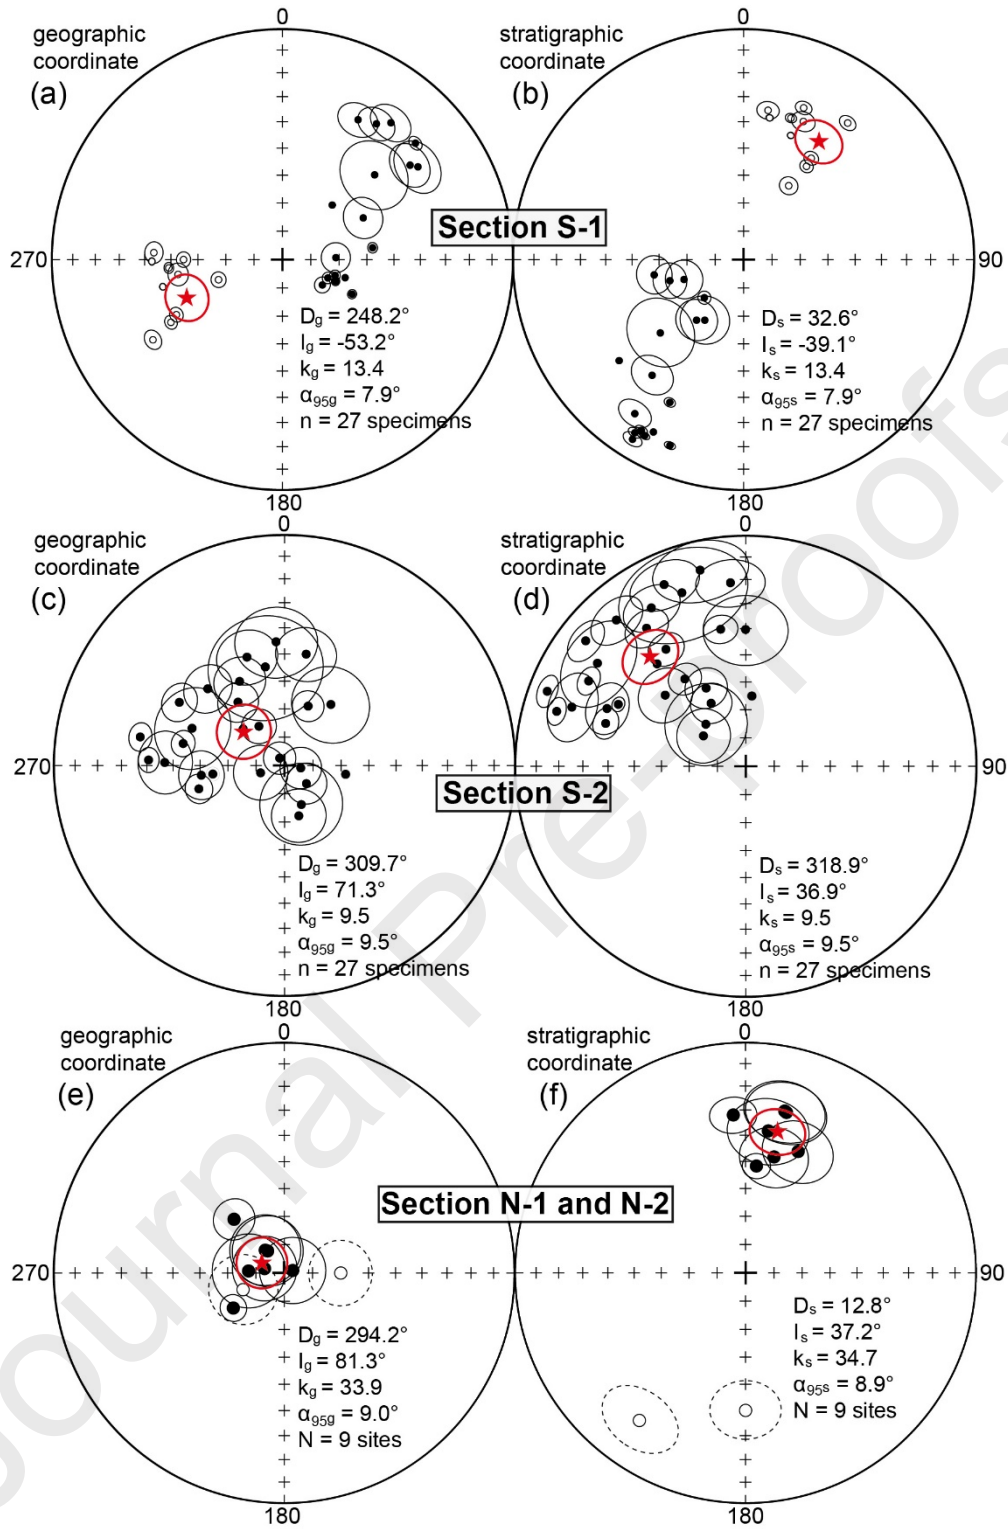 0
geographic
coordinate
(a)
270
180
Dg = 248.2°
Ig = -53.2°
kg = 13.4
α95g = 7.9°
n = 27 specimens
0
stratigraphic
coordinate
(b)
90
Section S-1
Ds = 32.6°
Is = -39.1°
ks = 13.4
α95s = 7.9°
n = 27 specimens
180
0
geographic
coordinate
(c)
270
Dg = 309.7°
Ig = 71.3°
kg = 9.5
α95g = 9.5°
n = 27 specimens
180
0
stratigraphic
coordinate
(d)
90
Section S-2
Ds = 318.9°
Is = 36.9°
ks = 9.5
α95s = 9.5°
n = 27 specimens
180
0
geographic
coordinate
(e)
270
Dg = 294.2°
Ig = 81.3°
kg = 33.9
α95g = 9.0°
N = 9 sites
180
0
stratigraphic
coordinate
(f)
Section N-1 and N-2
90
Ds = 12.8°
Is = 37.2°
ks = 34.7
α95s = 8.9°
N = 9 sites
180
Journal Pre-proofs